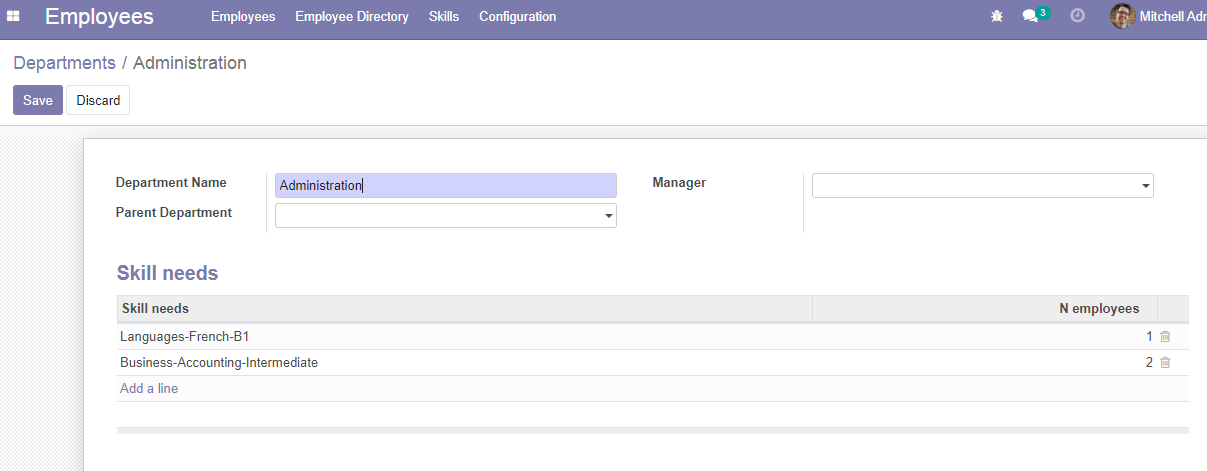 Employees Employees Employee Directory Skills Configuration 3 Mitchell Adr
Departments / Administration
Save Discard
Department Name Administration Manager
Parent Department
Skill needs
Skill needs N employees
Languages-French-B1 1
Business-Accounting-Intermediate 2
Add a line